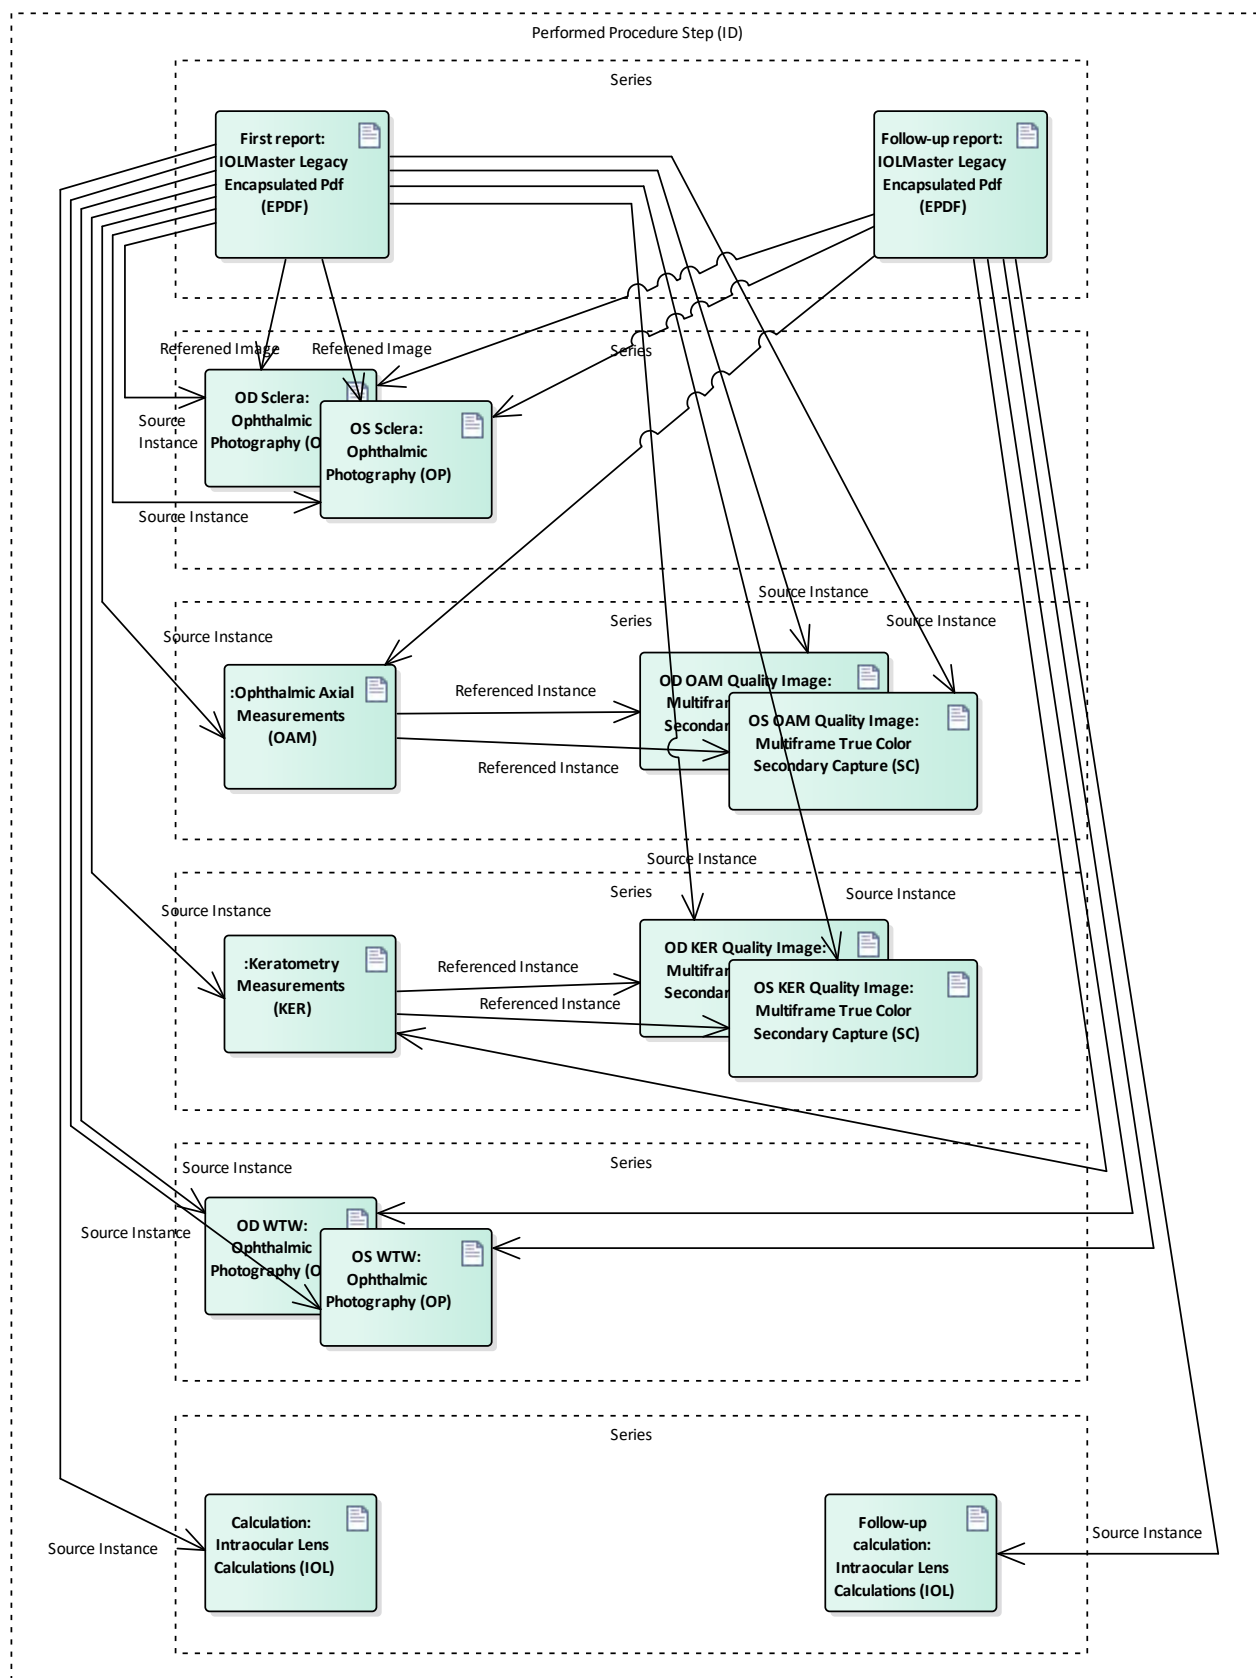 Performed Procedure Step (ID)
Series
First report:
IOLMaster Legacy
Encapsulated Pdf
(EPDF)
Follow-up report:
IOLMaster Legacy
Encapsulated Pdf
(EPDF)
Referened Image
Referened Image
Series
OD Sclera:
Ophthalmic
Photography (O
Source
Instance
OS Sclera:
Ophthalmic
Photography (OP)
Source Instance
Source Instance
Source Instance
Series
Source Instance
:Ophthalmic Axial
Measurements
(OAM)
Referenced Instance
Referenced Instance
OD OAM Quality Image:
Multifram
Secondar
OS OAM Quality Image:
Multiframe True Color
Secondary Capture (SC)
Source Instance
Series
Source Instance
Source Instance
:Keratometry
Measurements
(KER)
Referenced Instance
Referenced Instance
OD KER Quality Image:
Multifram
Secondar
OS KER Quality Image:
Multiframe True Color
Secondary Capture (SC)
Series
Source Instance
Source Instance
OD WTW:
Ophthalmic
Photography (O
OS WTW:
Ophthalmic
Photography (OP)
Series
Calculation:
Intraocular Lens
Calculations (IOL)
Source Instance
Follow-up
calculation:
Intraocular Lens
Calculations (IOL)
Source Instance